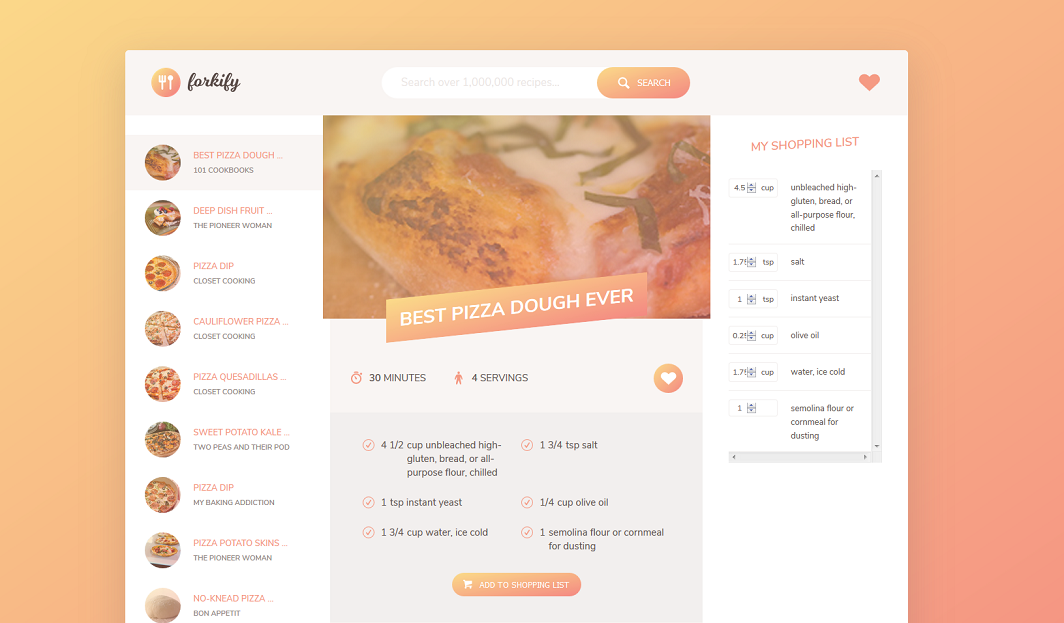 forkify
Search over 1,000,000 recipes...
SEARCH
BEST PIZZA DOUGH ...
101 COOKBOOKS
DEEP DISH FRUIT ...
THE PIONEER WOMAN
PIZZA DIP
CLOSET COOKING
CAULIFLOWER PIZZA ...
CLOSET COOKING
PIZZA QUESADILLAS ...
CLOSET COOKING
SWEET POTATO KALE ...
TWO PEAS AND THEIR POD
PIZZA DIP
MY BAKING ADDICTION
PIZZA POTATO SKINS ...
THE PIONEER WOMAN
NO-KNEAD PIZZA ...
BON APPETIT
BEST PIZZA DOUGH EVER
30 MINUTES
4 SERVINGS
4 1/2 cup unbleached high-
gluten, bread, or all-
purpose flour, chilled
1 3/4 tsp salt
1 tsp instant yeast
1/4 cup olive oil
1 3/4 cup water, ice cold
1 semolina flour or cornmeal
for dusting
ADD TO SHOPPING LIST
MY SHOPPING LIST
4.5 cup unbleached high-
gluten, bread, or
all-purpose flour,
chilled
1.75 tsp salt
1 tsp instant yeast
0.25 cup olive oil
1.75 cup water, ice cold
1 semolina flour or
cornmeal for
dusting